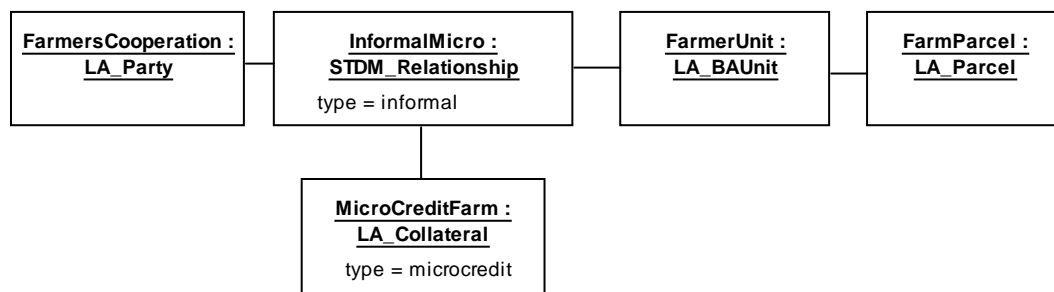 FarmersCooperation :
LA_Party
InformalMicro :
STDM_Relationship
type = informal
FarmerUnit :
LA_BAUnit
FarmParcel :
LA_Parcel
MicroCreditFarm :
LA_Collateral
type = microcredit